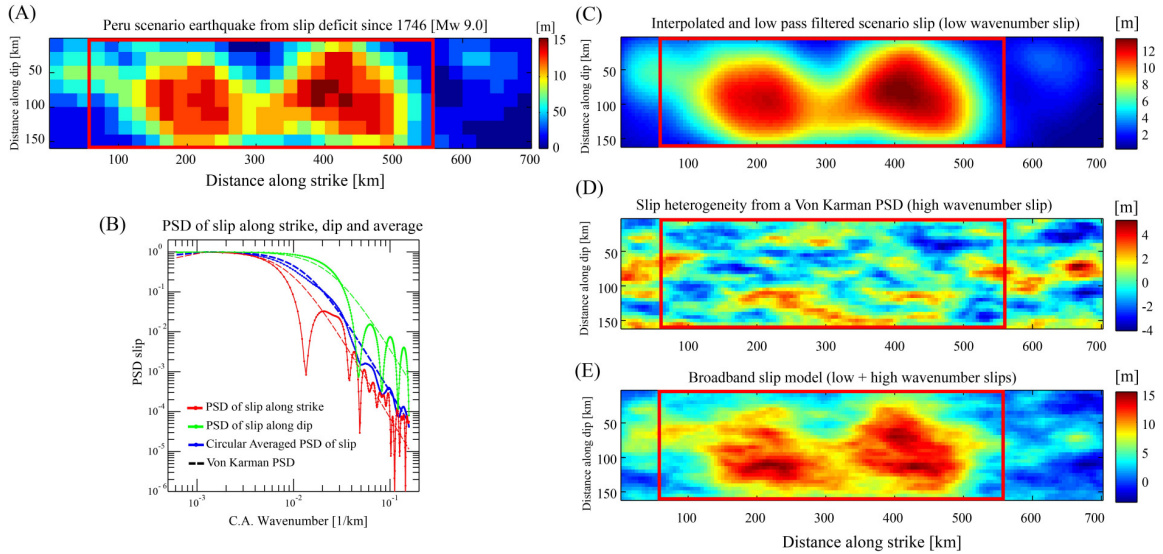 (A)
Peru scenario earthquake from slip deficit since 1746 [Mw 9.0]
[m]
Distance along dip [km]
50
100
150
15
10
5
0
100 200 300 400 500 600 700
Distance along strike [km]
(B)
PSD of slip along strike, dip and average
PSD slip
10^0
10^-1
10^-2
10^-3
10^-4
10^-5
10^-6
PSD of slip along strike
PSD of slip along dip
Circular Averaged PSD of slip
Von Karman PSD
10^-3 10^-2 10^-1
C.A. Wavenumber [1/km]
(C)
Interpolated and low pass filtered scenario slip (low wavenumber slip)
[m]
Distance along dip [km]
50
100
150
12
10
8
6
4
2
100 200 300 400 500 600 700
(D)
Slip heterogeneity from a Von Karman PSD (high wavenumber slip)
[m]
Distance along dip [km]
50
100
150
4
2
0
-2
-4
100 200 300 400 500 600 700
(E)
Broadband slip model (low + high wavenumber slips)
[m]
Distance along dip [km]
50
100
150
15
10
5
0
100 200 300 400 500 600 700
Distance along strike [km]